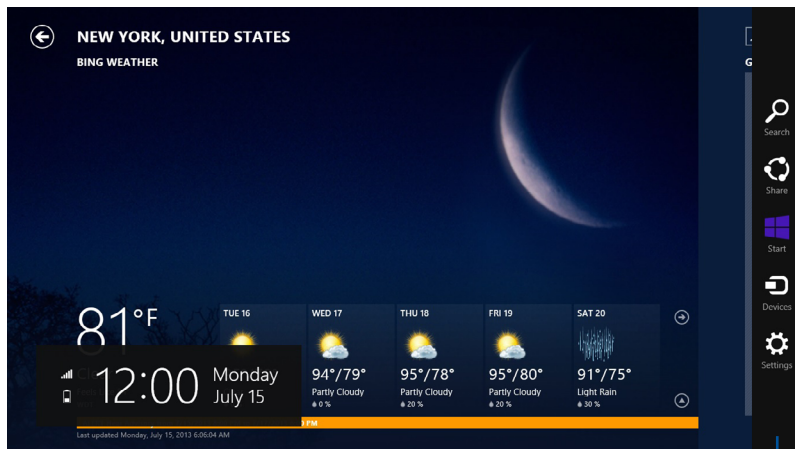 NEW YORK, UNITED STATES
BING WEATHER
G
Search
Share
Start
Devices
Settings
81°F
TUE 16
WED 17
94°/79°
Partly Cloudy
0 %
THU 18
95°/78°
Partly Cloudy
20 %
FRI 19
95°/80°
Partly Cloudy
20 %
SAT 20
91°/75°
Light Rain
30 %
12:00
Monday
July 15
PM
Last updated Monday, July 15, 2013 6:06:04 AM